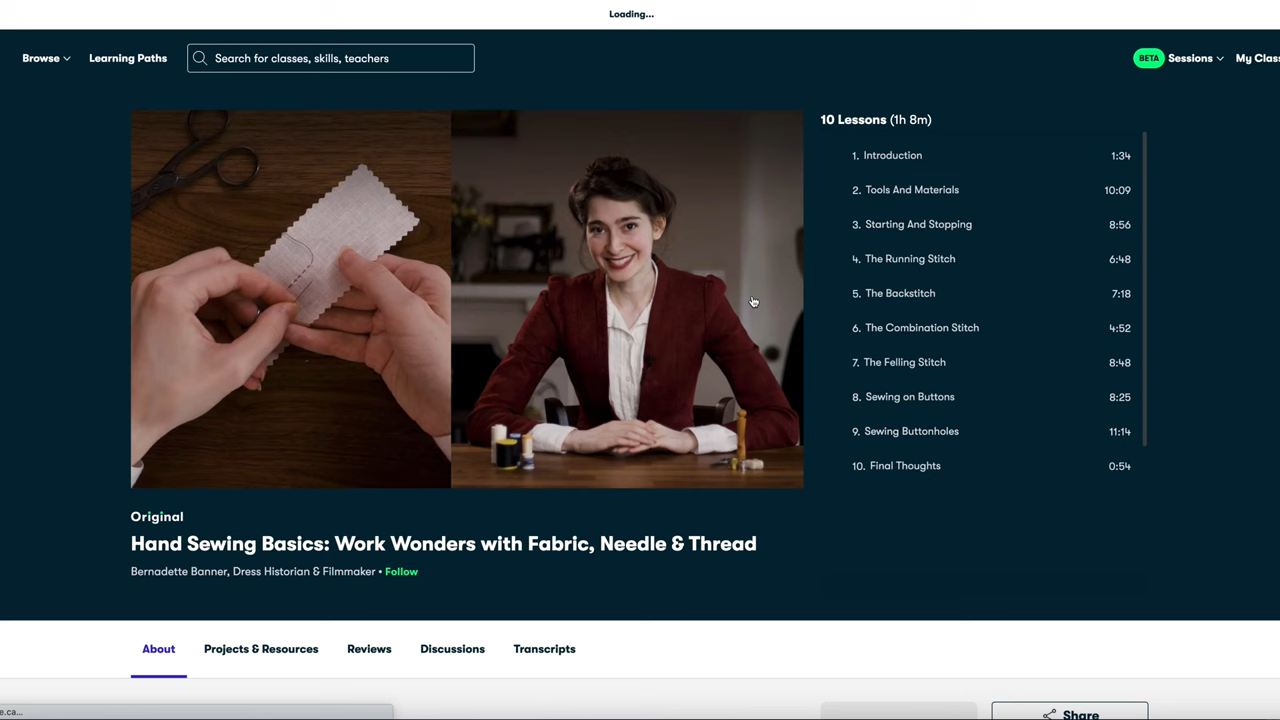 Loading...
Browse
Learning Paths
Search for classes, skills, teachers
BETA
Sessions
My Clas
10 Lessons (1h 8m)
1. Introduction 1:34
2. Tools And Materials 10:09
3. Starting And Stopping 8:56
4. The Running Stitch 6:48
5. The Backstitch 7:18
6. The Combination Stitch 4:52
7. The Felling Stitch 8:48
8. Sewing on Buttons 8:25
9. Sewing Buttonholes 11:14
10. Final Thoughts 0:54
Original
Hand Sewing Basics: Work Wonders with Fabric, Needle & Thread
Bernadette Banner, Dress Historian & Filmmaker • Follow
About
Projects & Resources
Reviews
Discussions
Transcripts
e.ca...
Share